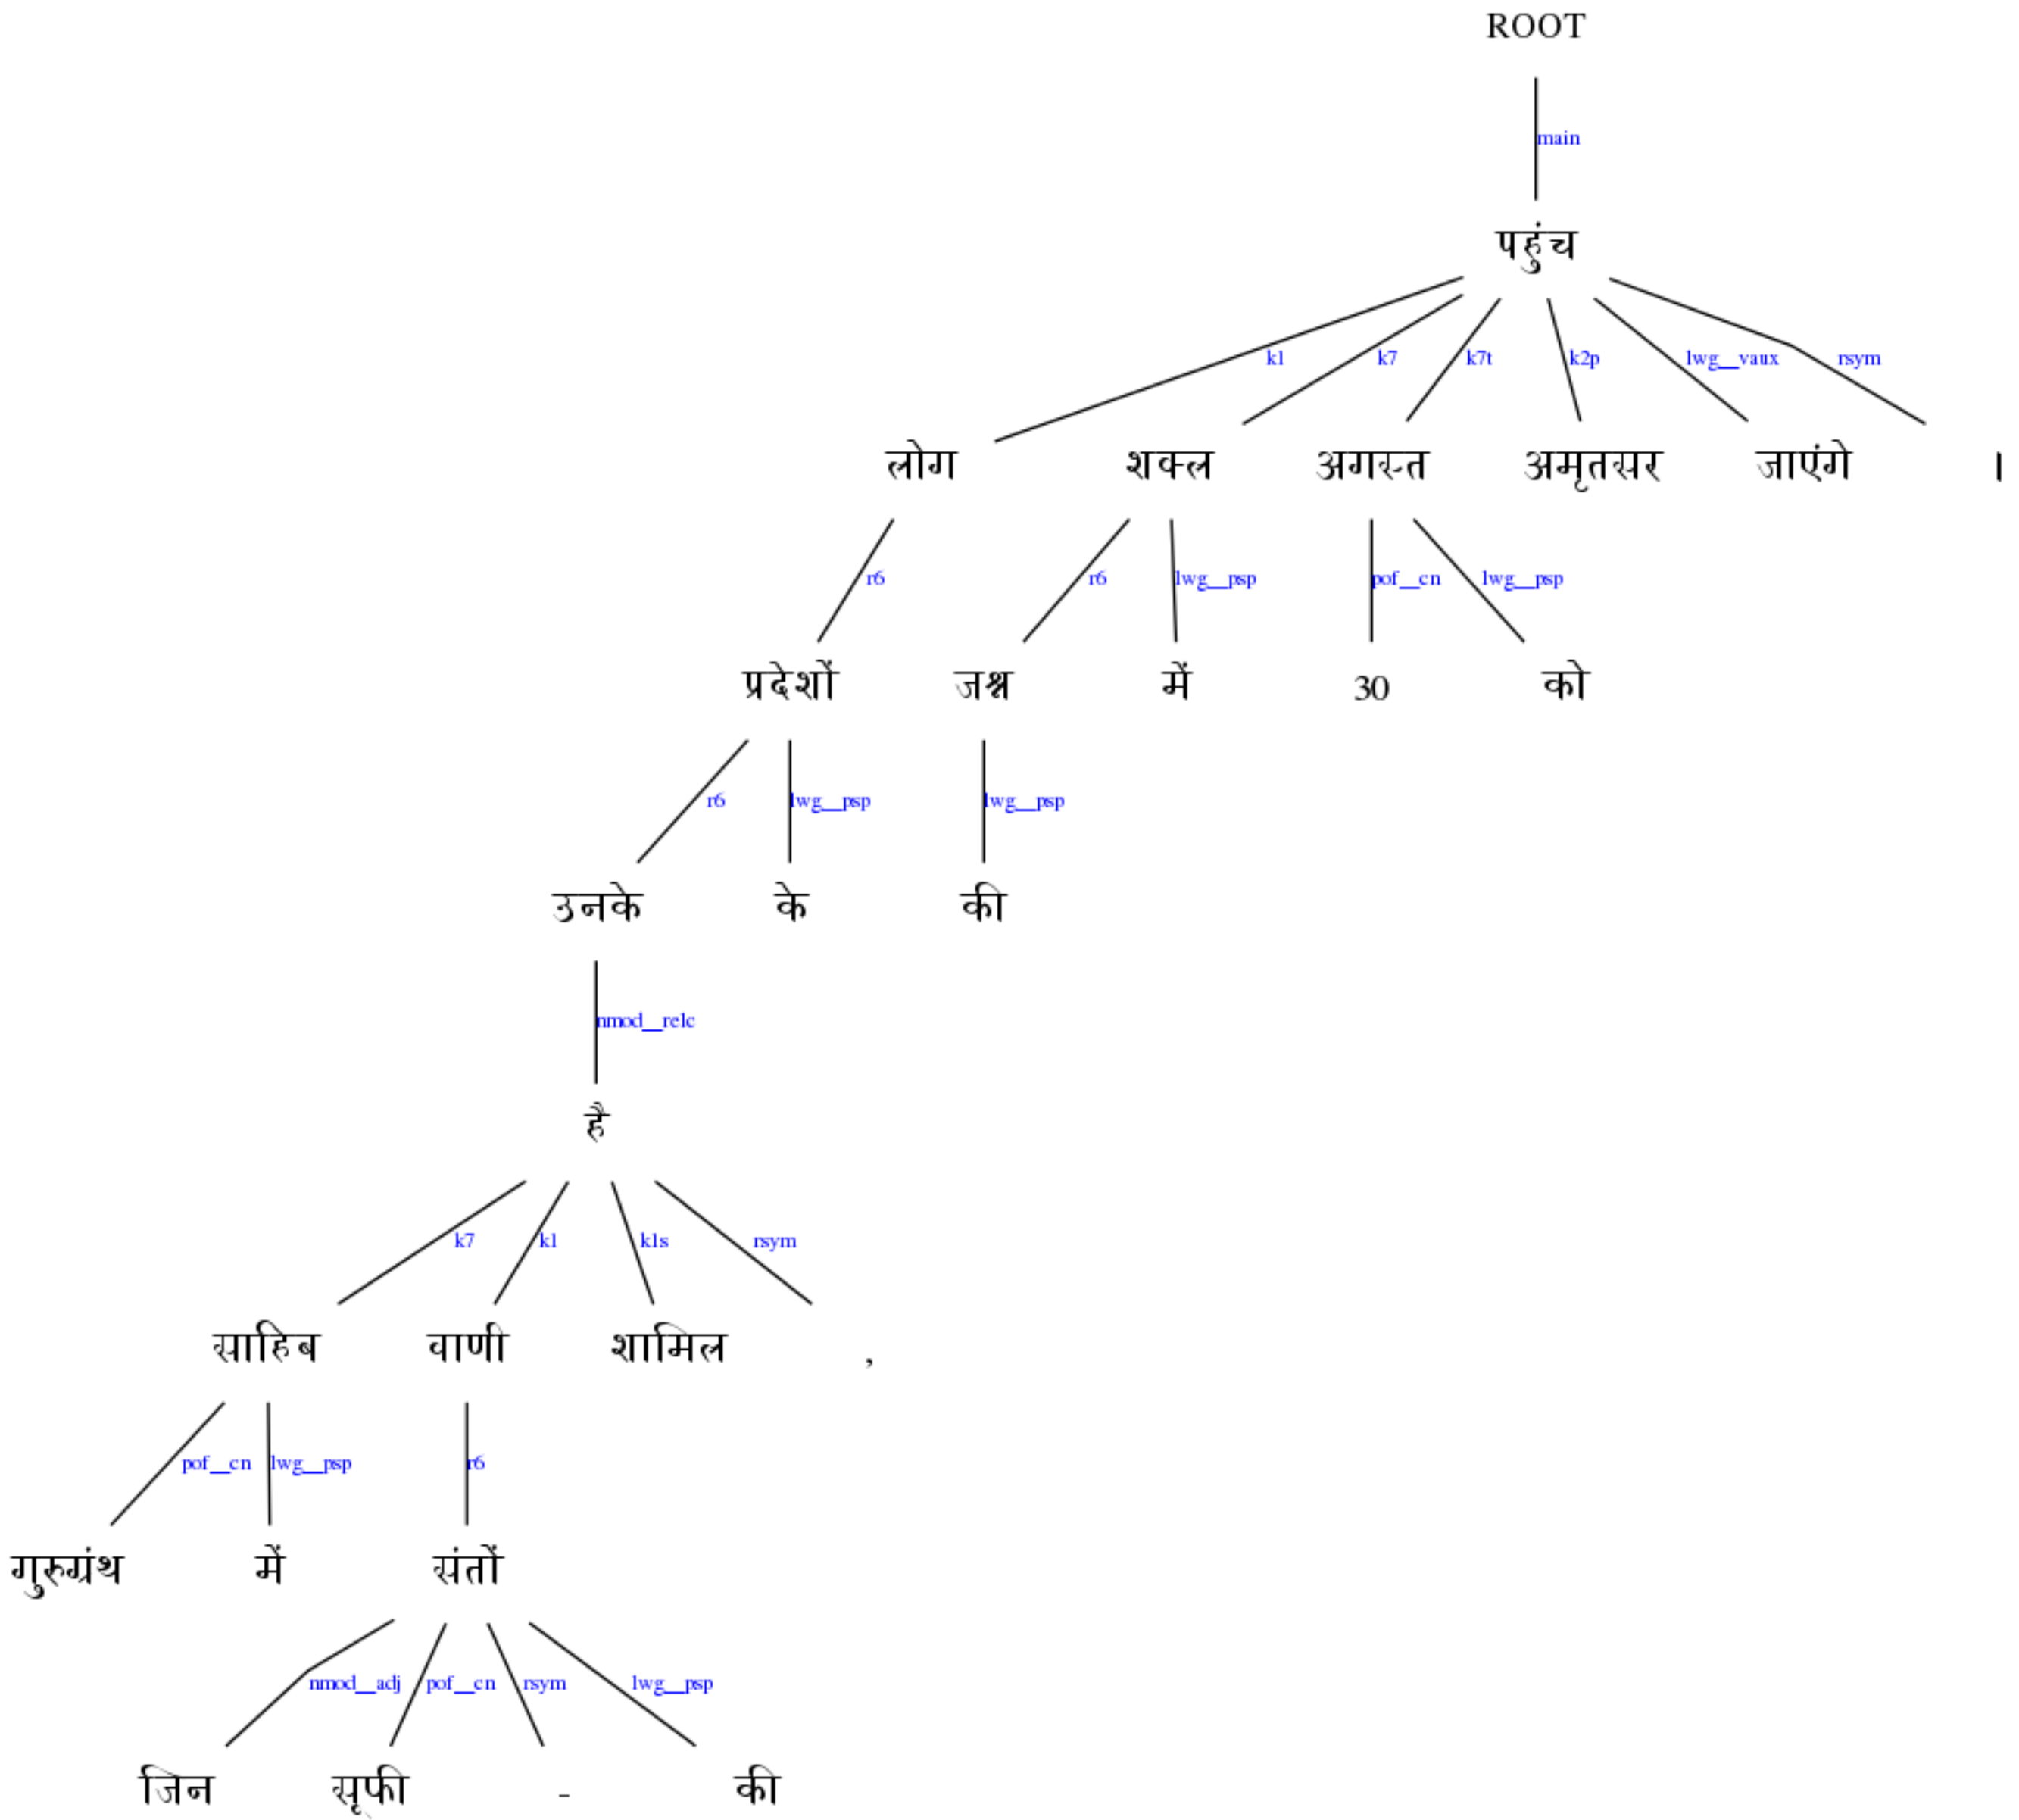 ROOT
main
पहुंच
k1 k7 k7t k2p lwg__vaux rsym
लोग शक्ल अगस्त अमृतसर जाएंगे ।
r6 r6 lwg__psp pof__cn lwg__psp
प्रदेशों जश्न में 30 को
r6 lwg__psp lwg__psp
उनके के की
nmod__relc
है
k7 k1 k1s rsym
साहिब वाणी शामिल ,
pof__cn lwg__psp r6
गुरुग्रंथ में संतों
nmod__adj pof__cn rsym lwg__psp
जिन सूफी - की